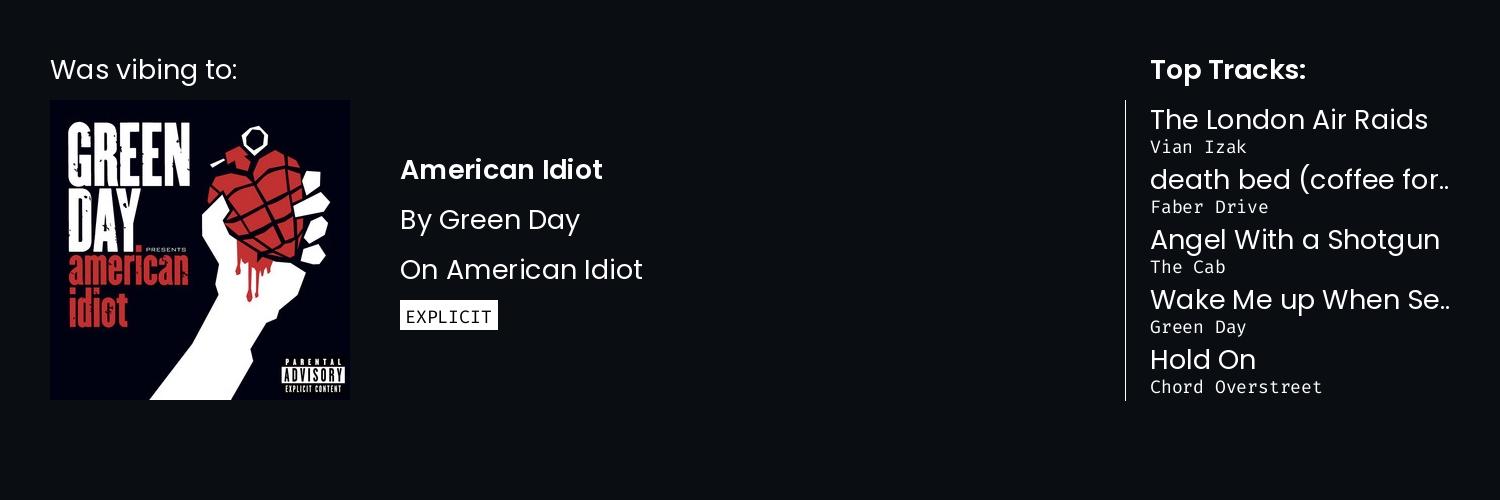 Was vibing to:
GREEN
DAY
PRESENTS
american
idiot
PARENTAL
ADVISORY
EXPLICIT CONTENT
American Idiot
By Green Day
On American Idiot
EXPLICIT
Top Tracks:
The London Air Raids
Vian Izak
death bed (coffee for..
Faber Drive
Angel With a Shotgun
The Cab
Wake Me up When Se..
Green Day
Hold On
Chord Overstreet